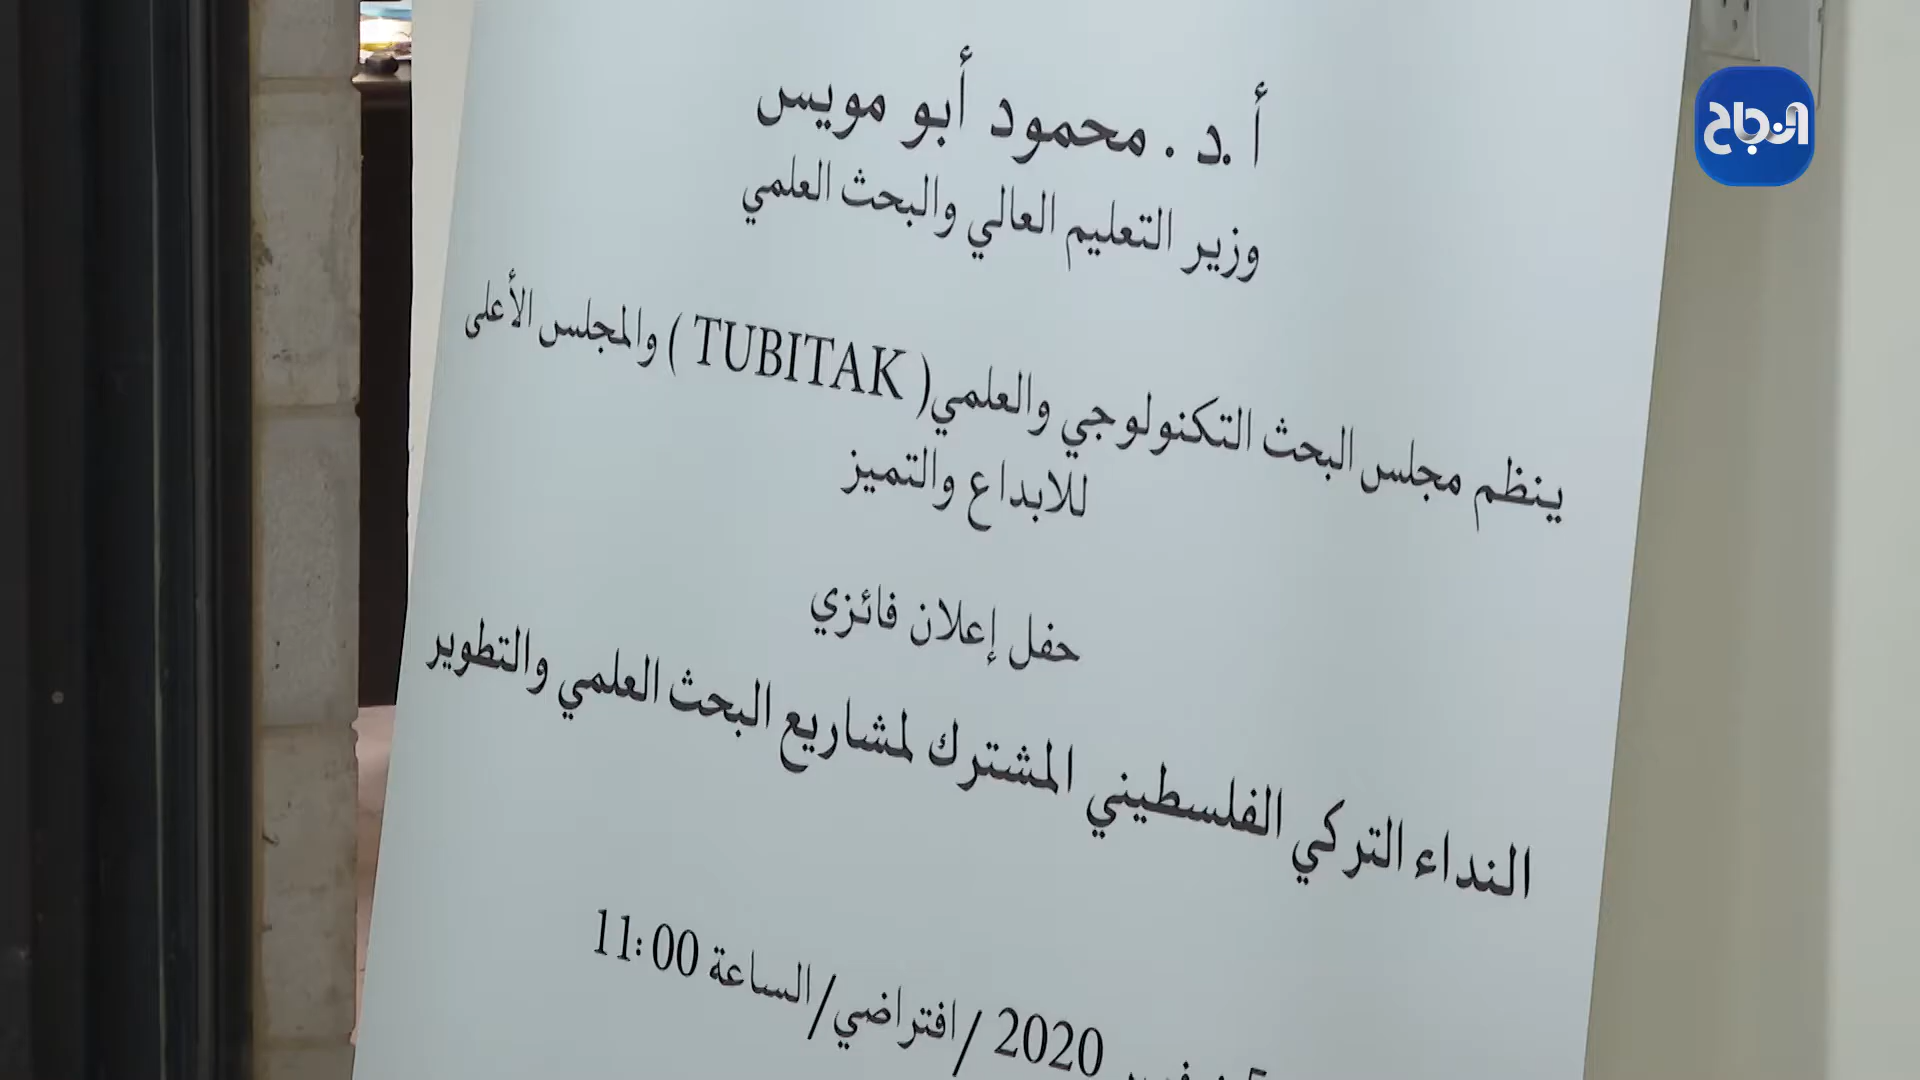 أ.د. محمود أبو مويس
وزير التعليم العالي والبحث العلمي
ينظم مجلس البحث التكنولوجي والعلمي( TUBITAK ) والمجلس الأعلى
للابداع والتميز
حفل إعلان فائزي
النداء التركي الفلسطيني المشترك لمشاريع البحث العلمي والتطوير
2020 /افتراضي/الساعة 11:00
النجاح